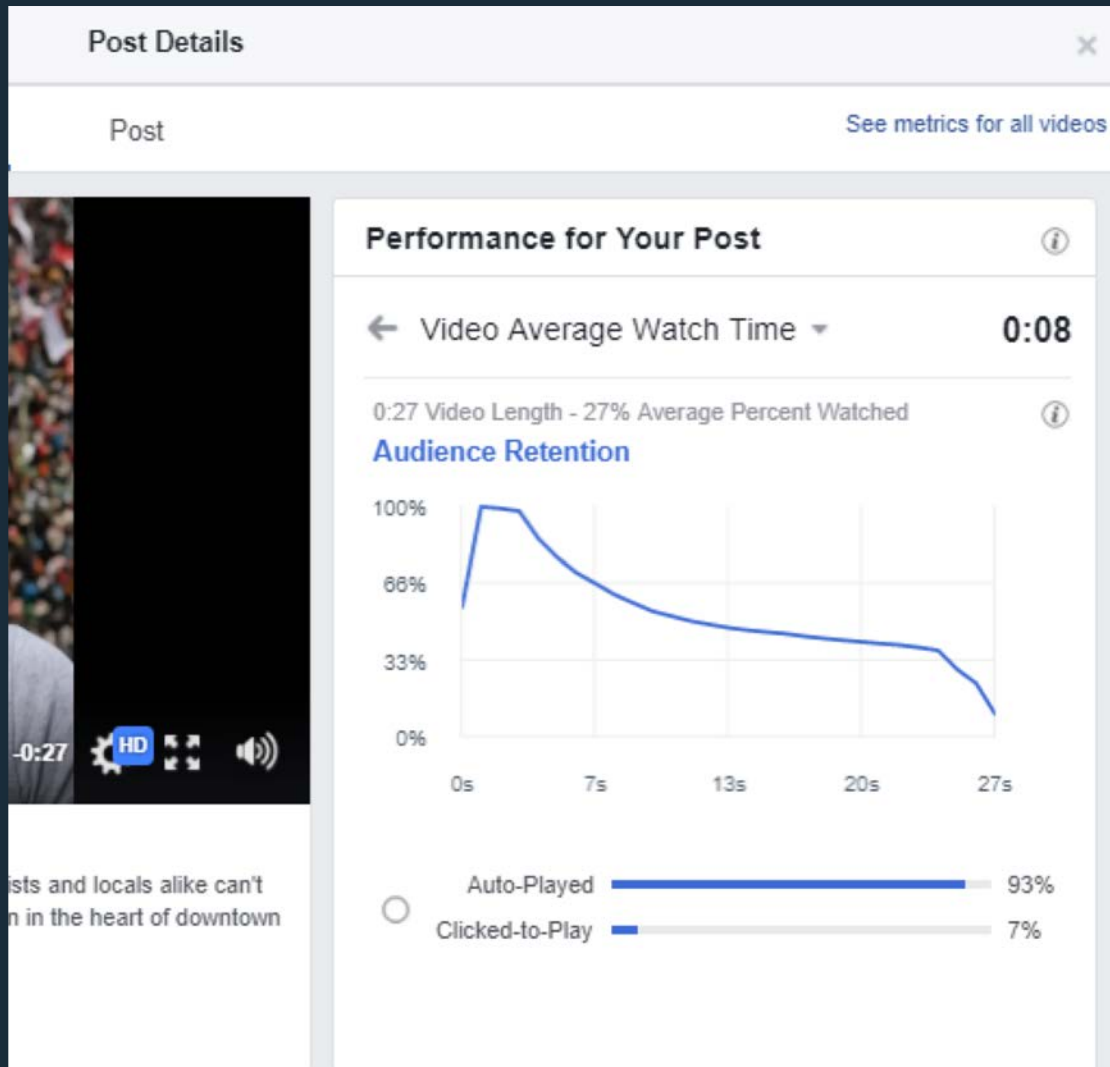 Post Details
Post
See metrics for all videos
Performance for Your Post
Video Average Watch Time
0:08
0:27 Video Length - 27% Average Percent Watched
Audience Retention
100%
66%
33%
0%
0s 7s 13s 20s 27s
-0:27 HD
ists and locals alike can't
n in the heart of downtown
Auto-Played 93%
Clicked-to-Play 7%